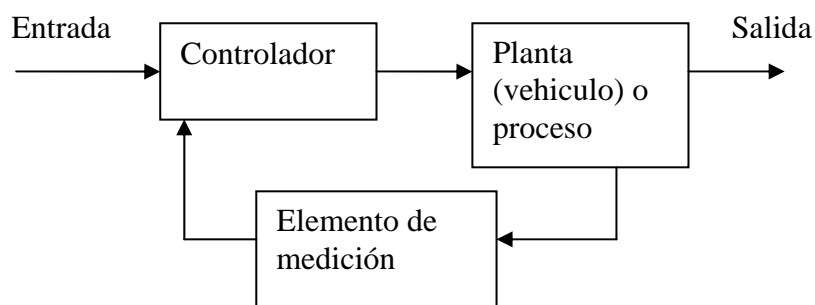 Entrada
Controlador
Planta
(vehiculo) o
proceso
Salida
Elemento de
medición